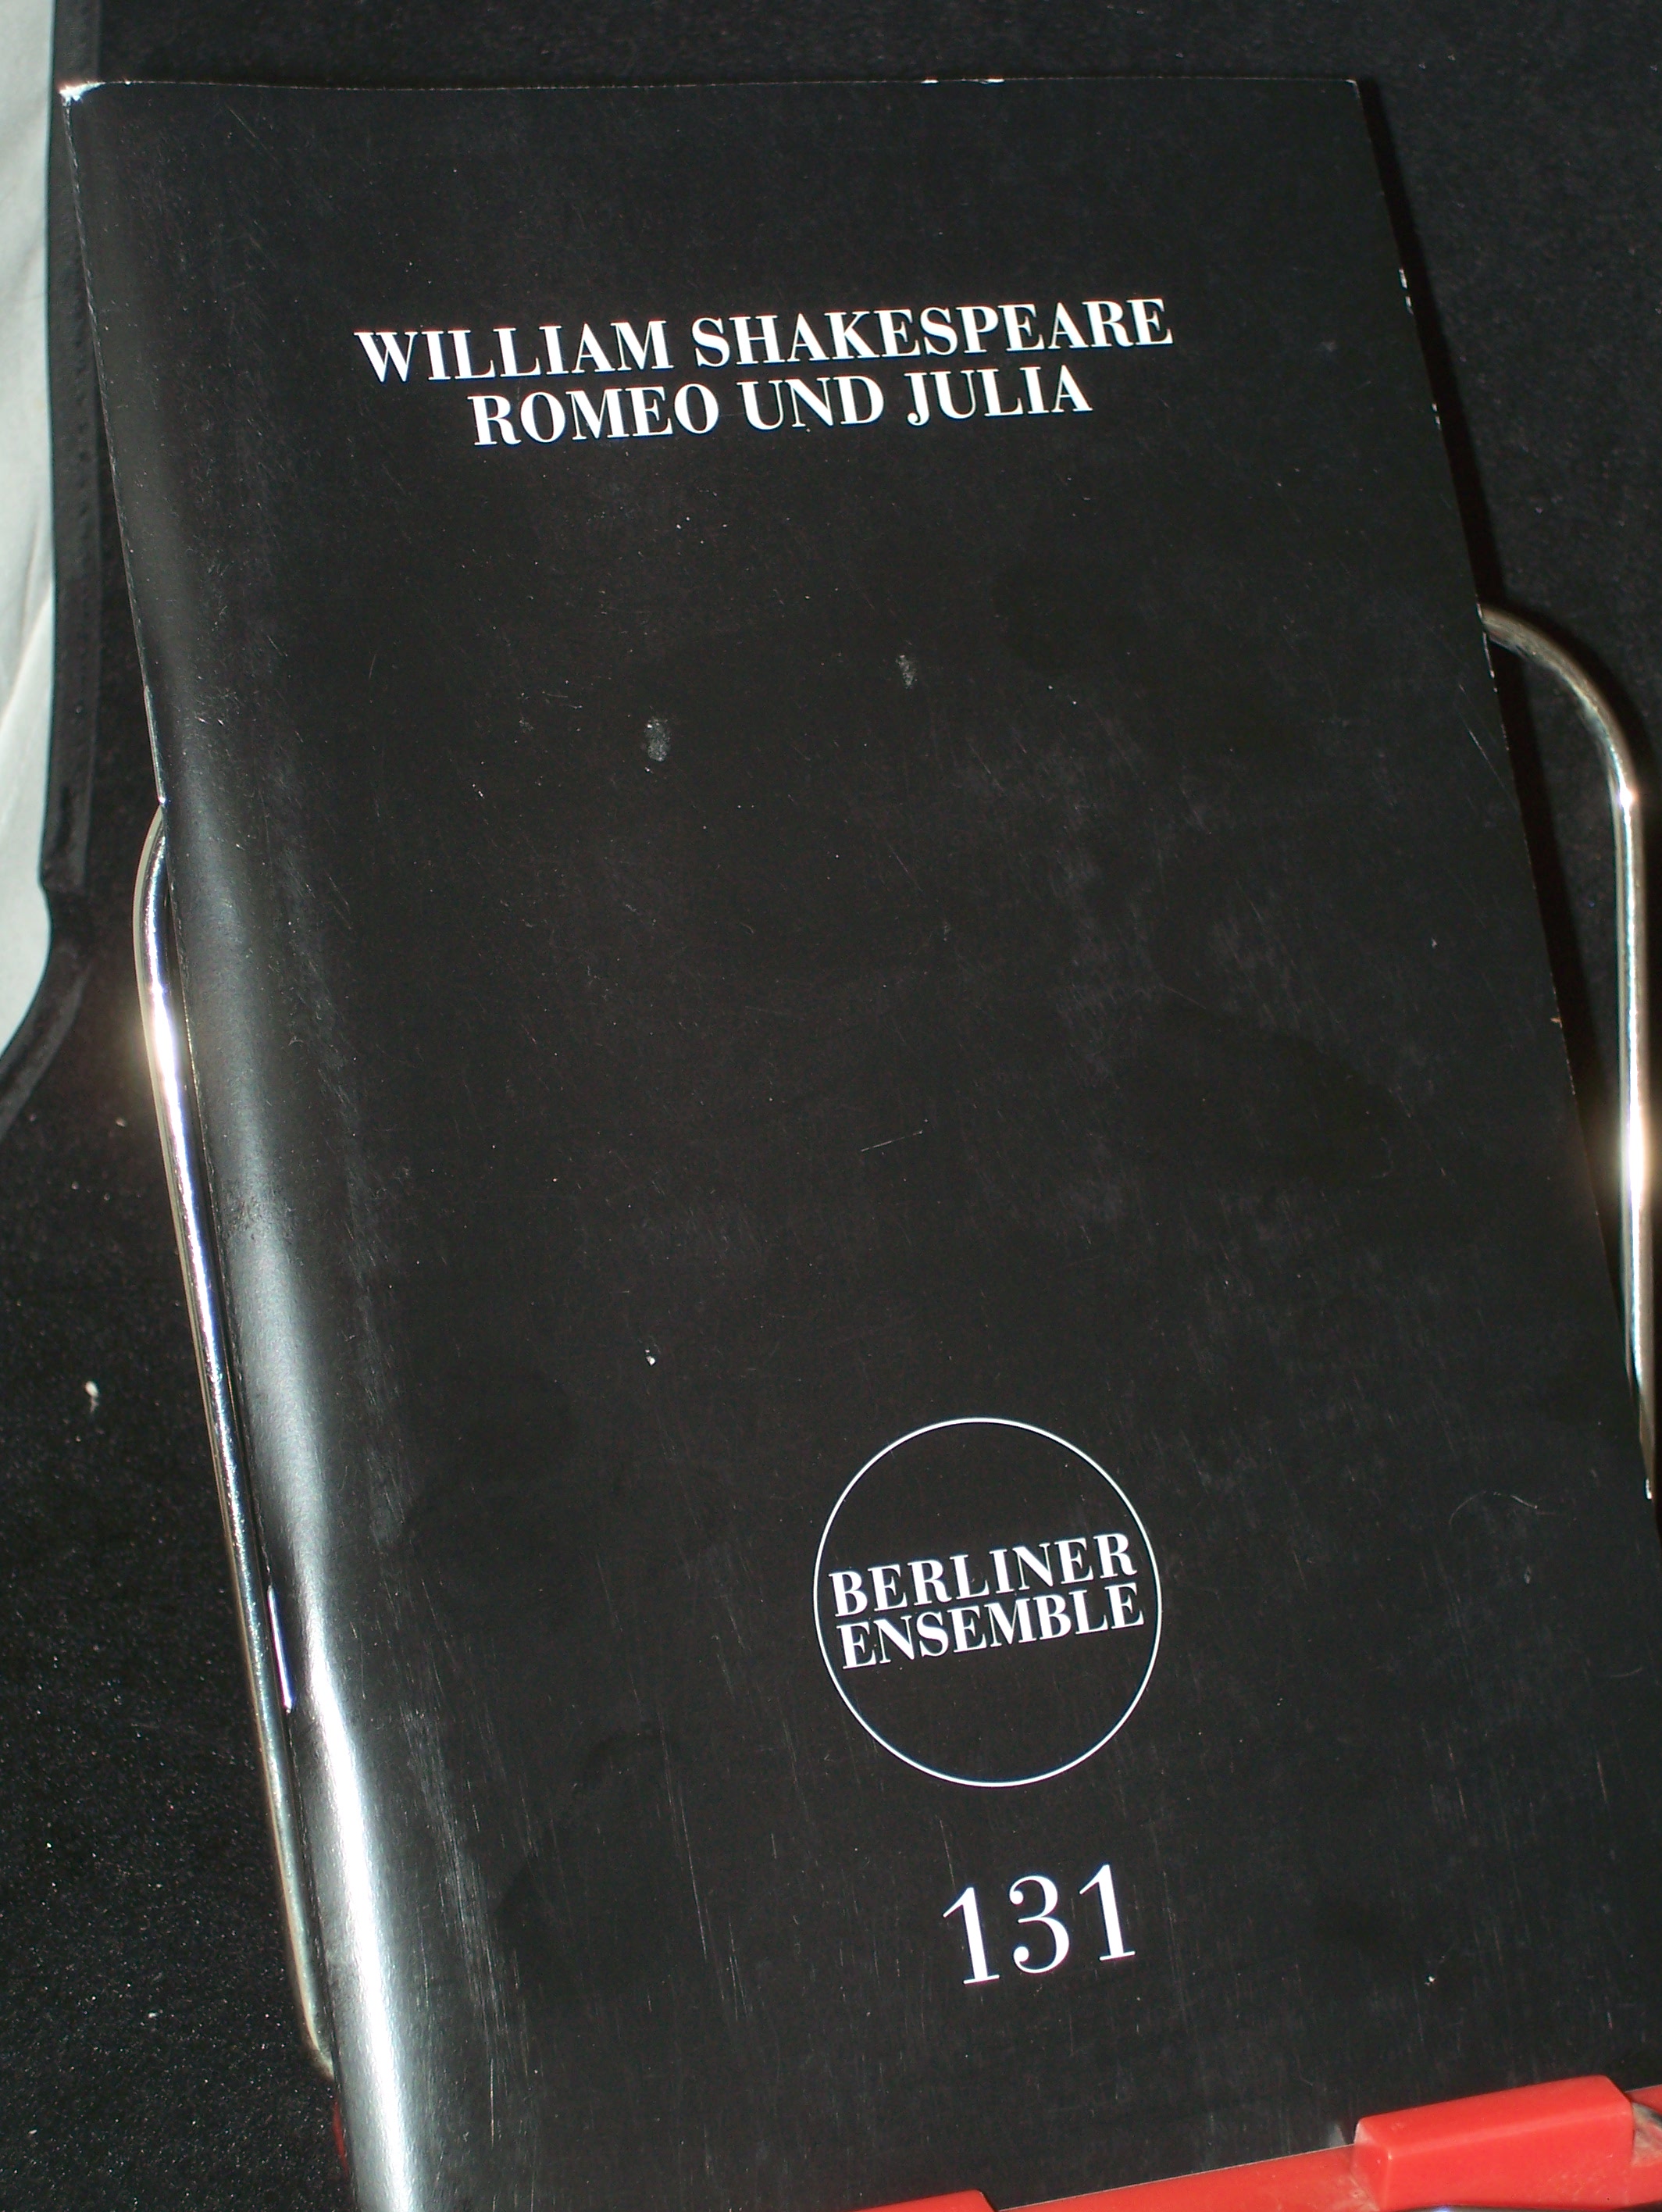 WILLIAM SHAKESPEARE
ROMEO UND JULIA
BERLINER
ENSEMBLE
131